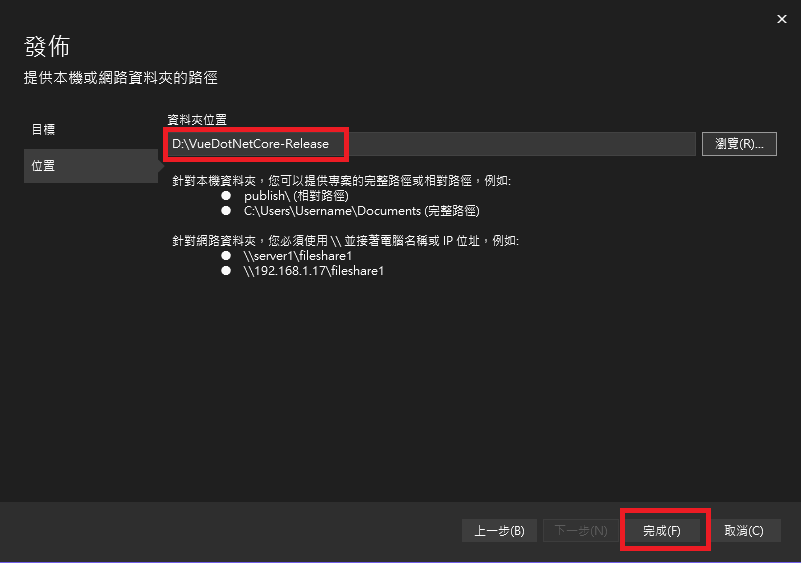 發佈
提供本機或網路資料夾的路徑
目標
位置
資料夾位置
D:\VueDotNetCore-Release
瀏覽(R)...
針對本機資料夾，您可以提供專案的完整路徑或相對路徑，例如:
● publish\ (相對路徑)
● C:\Users\Username\Documents (完整路徑)
針對網路資料夾，您必須使用 \\ 並接著電腦名稱或 IP 位址，例如:
● \\server1\fileshare1
● \\192.168.1.17\fileshare1
上一步(B)
下一步(N)
完成(F)
取消(C)